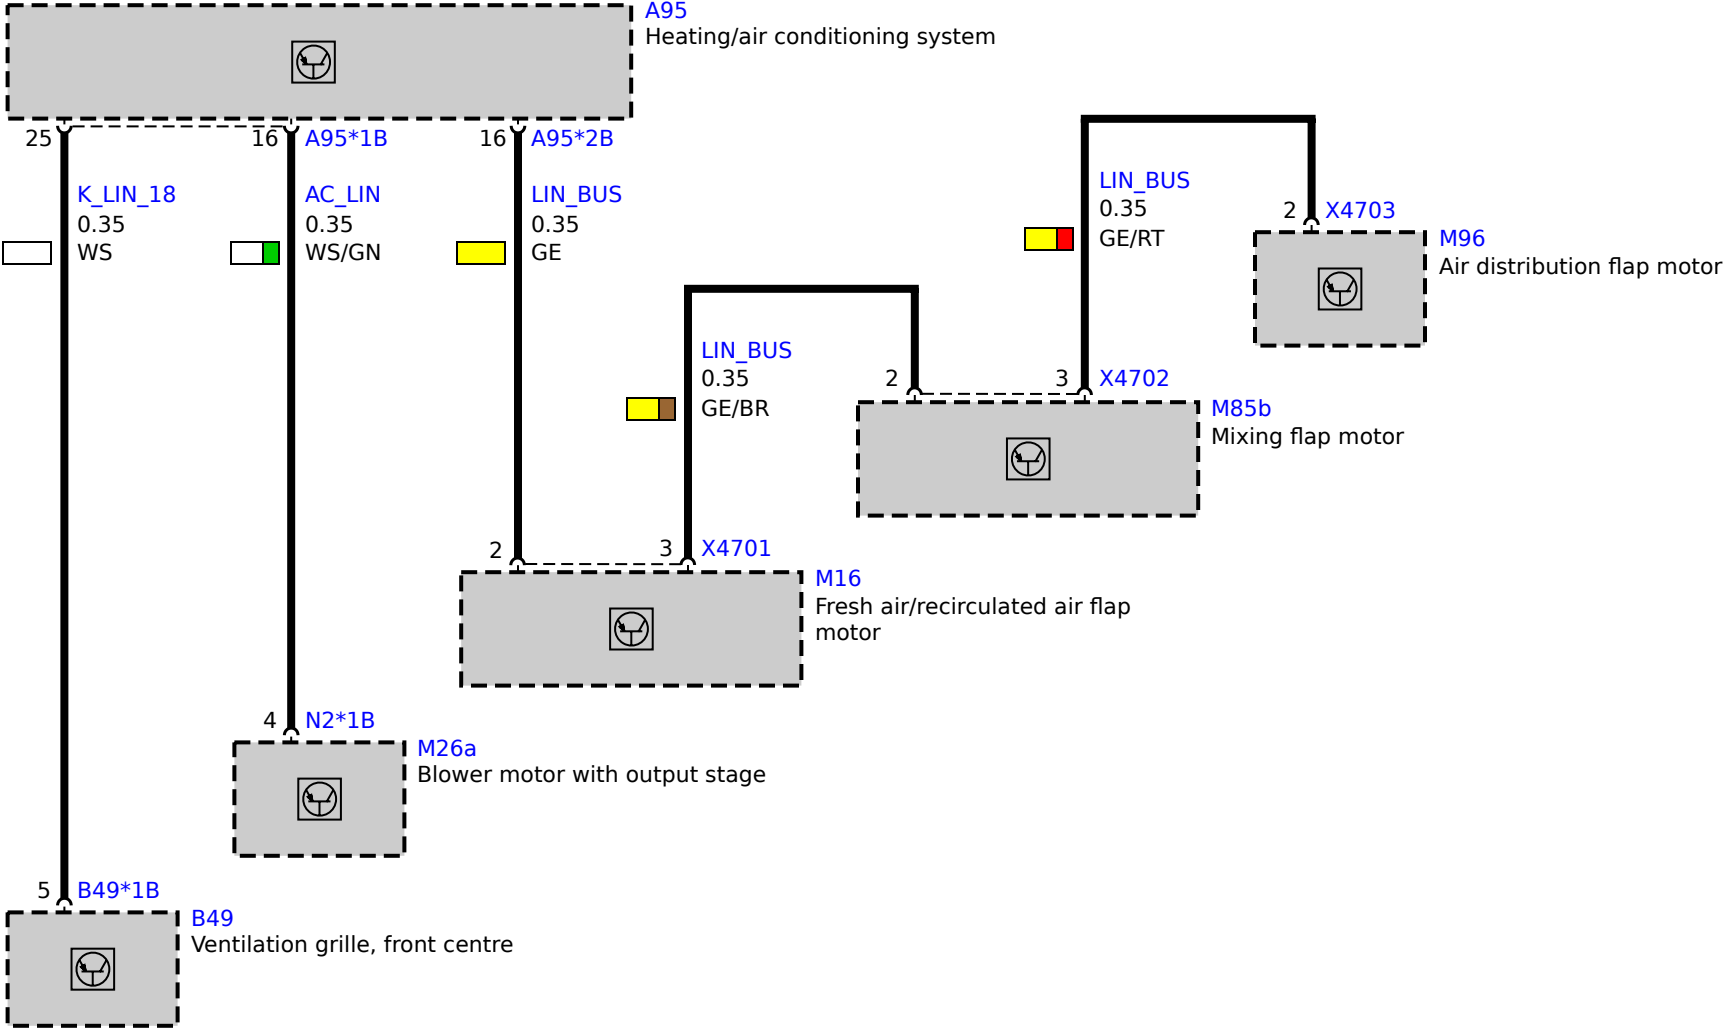 A95
Heating/air conditioning system
25
16
A95*1B
16
A95*2B
K_LIN_18
0.35
WS
AC_LIN
0.35
WS/GN
LIN_BUS
0.35
GE
LIN_BUS
0.35
GE/RT
2
X4703
M96
Air distribution flap motor
LIN_BUS
0.35
GE/BR
2
3
X4702
M85b
Mixing flap motor
2
3
X4701
M16
Fresh air/recirculated air flap
motor
4
N2*1B
M26a
Blower motor with output stage
5
B49*1B
B49
Ventilation grille, front centre